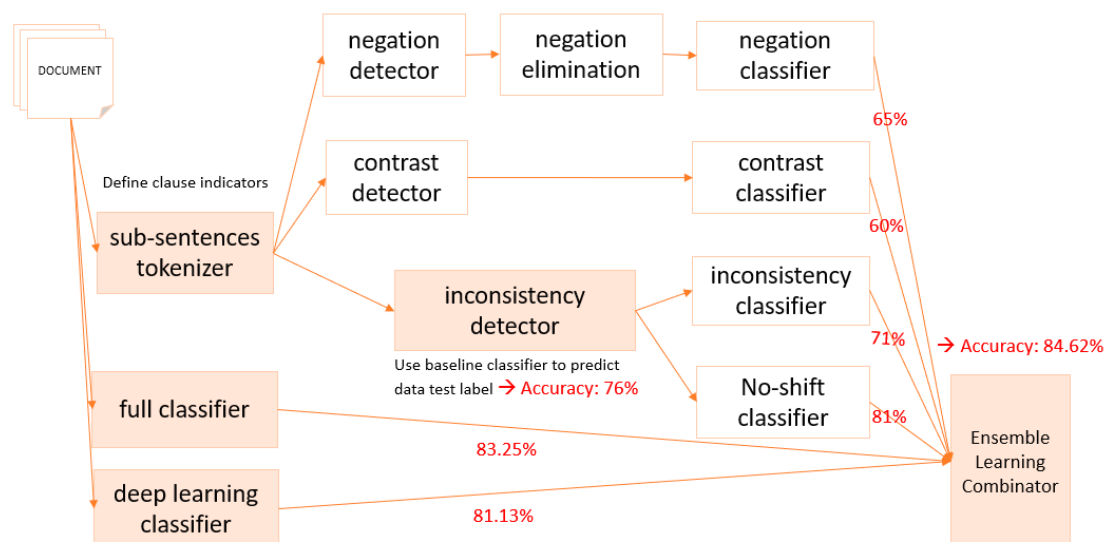 DOCUMENT
negation
detector
negation
elimination
negation
classifier
65%
Define clause indicators
contrast
detector
contrast
classifier
60%
sub-sentences
tokenizer
inconsistency
detector
inconsistency
classifier
71%
Use baseline classifier to predict
data test label → Accuracy: 76%
No-shift
classifier
81%
→ Accuracy: 84.62%
full classifier
83.25%
deep learning
classifier
81.13%
Ensemble
Learning
Combinator